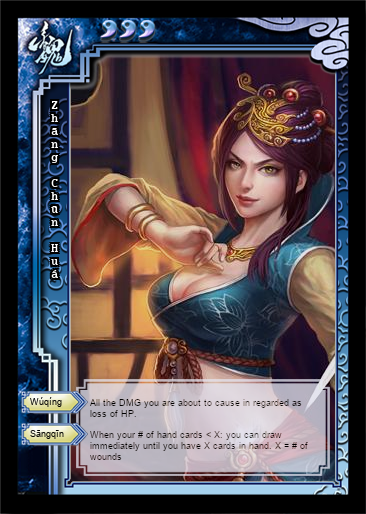 魏
Zhāng Chūn Huá
Wúqíng
All the DMG you are about to cause in regarded as
loss of HP.
Sāngqīn
When your # of hand cards < X: you can draw
immediately until you have X cards in hand. X = # of
wounds